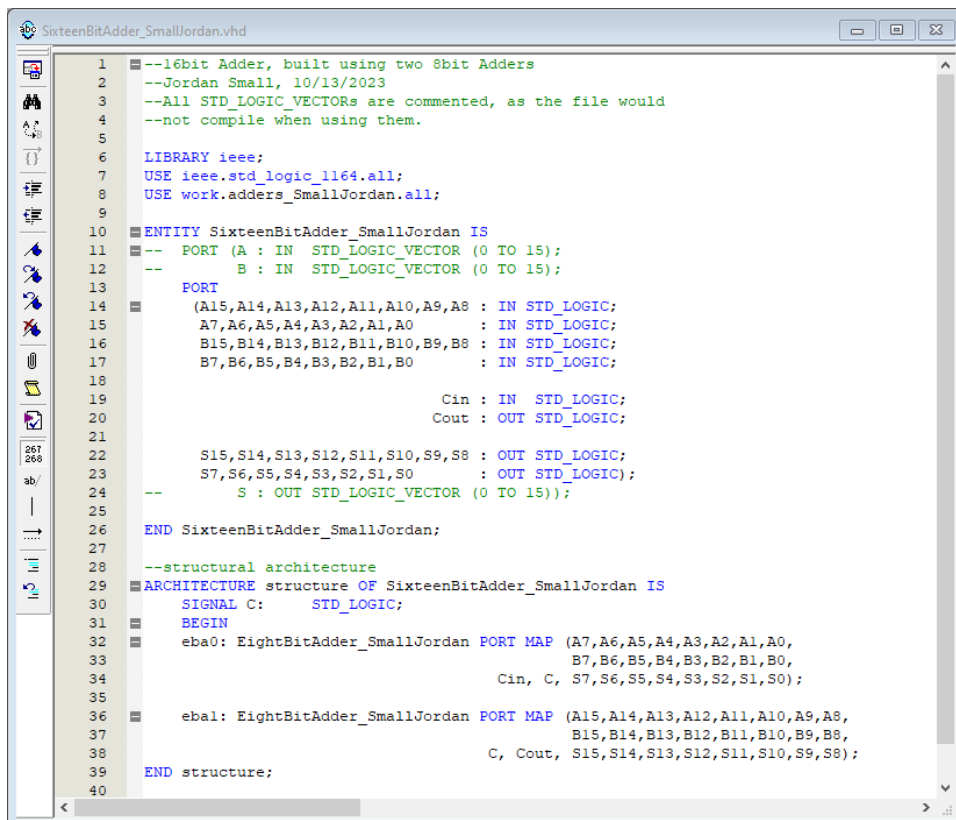 SixteenBitAdder_SmallJordan.vhd
1 --16bit Adder, built using two 8bit Adders
2 --Jordan Small, 10/13/2023
3 --All STD_LOGIC_VECTORs are commented, as the file would
4 --not compile when using them.
5
6 LIBRARY ieee;
7 USE ieee.std_logic_1164.all;
8 USE work.adders_SmallJordan.all;
9
10 ENTITY SixteenBitAdder_SmallJordan IS
11 --  PORT (A : IN  STD_LOGIC_VECTOR (0 TO 15);
12 --        B : IN  STD_LOGIC_VECTOR (0 TO 15);
13     PORT
14      (A15,A14,A13,A12,A11,A10,A9,A8 : IN STD_LOGIC;
15       A7,A6,A5,A4,A3,A2,A1,A0       : IN STD_LOGIC;
16       B15,B14,B13,B12,B11,B10,B9,B8 : IN STD_LOGIC;
17       B7,B6,B5,B4,B3,B2,B1,B0       : IN STD_LOGIC;
18
19                                 Cin : IN  STD_LOGIC;
20                                Cout : OUT STD_LOGIC;
21
22       S15,S14,S13,S12,S11,S10,S9,S8 : OUT STD_LOGIC;
23       S7,S6,S5,S4,S3,S2,S1,S0       : OUT STD_LOGIC);
24 --        S : OUT STD_LOGIC_VECTOR (0 TO 15));
25
26 END SixteenBitAdder_SmallJordan;
27
28 --structural architecture
29 ARCHITECTURE structure OF SixteenBitAdder_SmallJordan IS
30     SIGNAL C:     STD_LOGIC;
31     BEGIN
32     eba0: EightBitAdder_SmallJordan PORT MAP (A7,A6,A5,A4,A3,A2,A1,A0,
33                                               B7,B6,B5,B4,B3,B2,B1,B0,
34                                       Cin, C, S7,S6,S5,S4,S3,S2,S1,S0);
35
36     eba1: EightBitAdder_SmallJordan PORT MAP (A15,A14,A13,A12,A11,A10,A9,A8,
37                                               B15,B14,B13,B12,B11,B10,B9,B8,
38                                      C, Cout, S15,S14,S13,S12,S11,S10,S9,S8);
39 END structure;
40
267
268
ab/